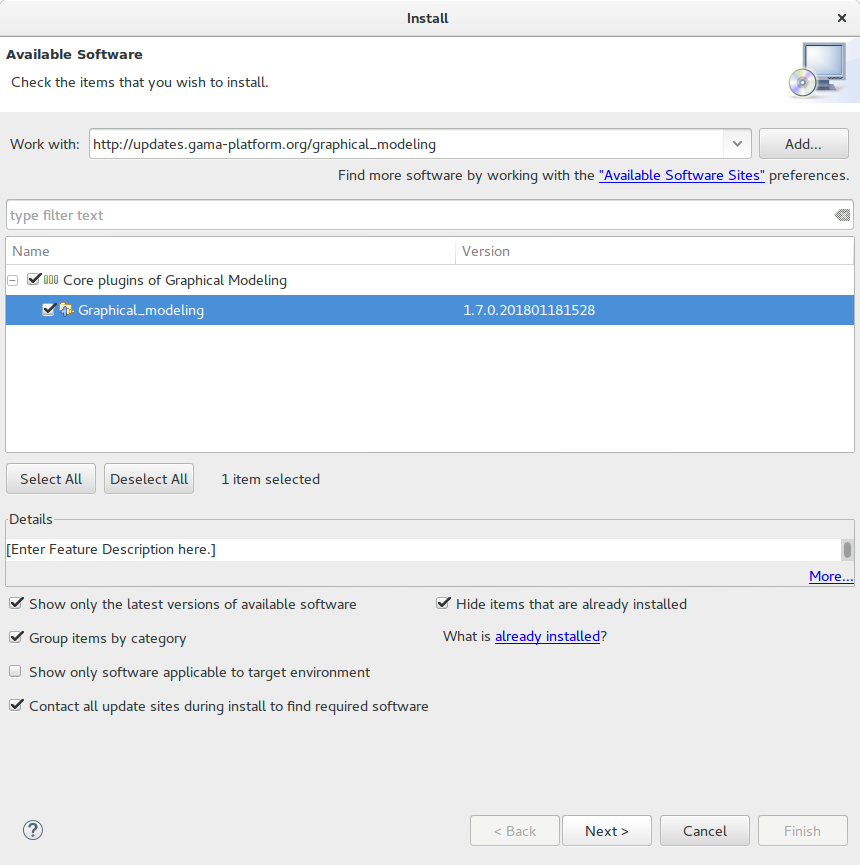 Install
Available Software
Check the items that you wish to install.
Work with: http://updates.gama-platform.org/graphical_modeling Add...
Find more software by working with the "Available Software Sites" preferences.
type filter text
Name Version
Core plugins of Graphical Modeling
Graphical_modeling 1.7.0.201801181528
Select All Deselect All 1 item selected
Details
[Enter Feature Description here.]
More...
Show only the latest versions of available software Hide items that are already installed
Group items by category What is already installed?
Show only software applicable to target environment
Contact all update sites during install to find required software
? < Back Next > Cancel Finish